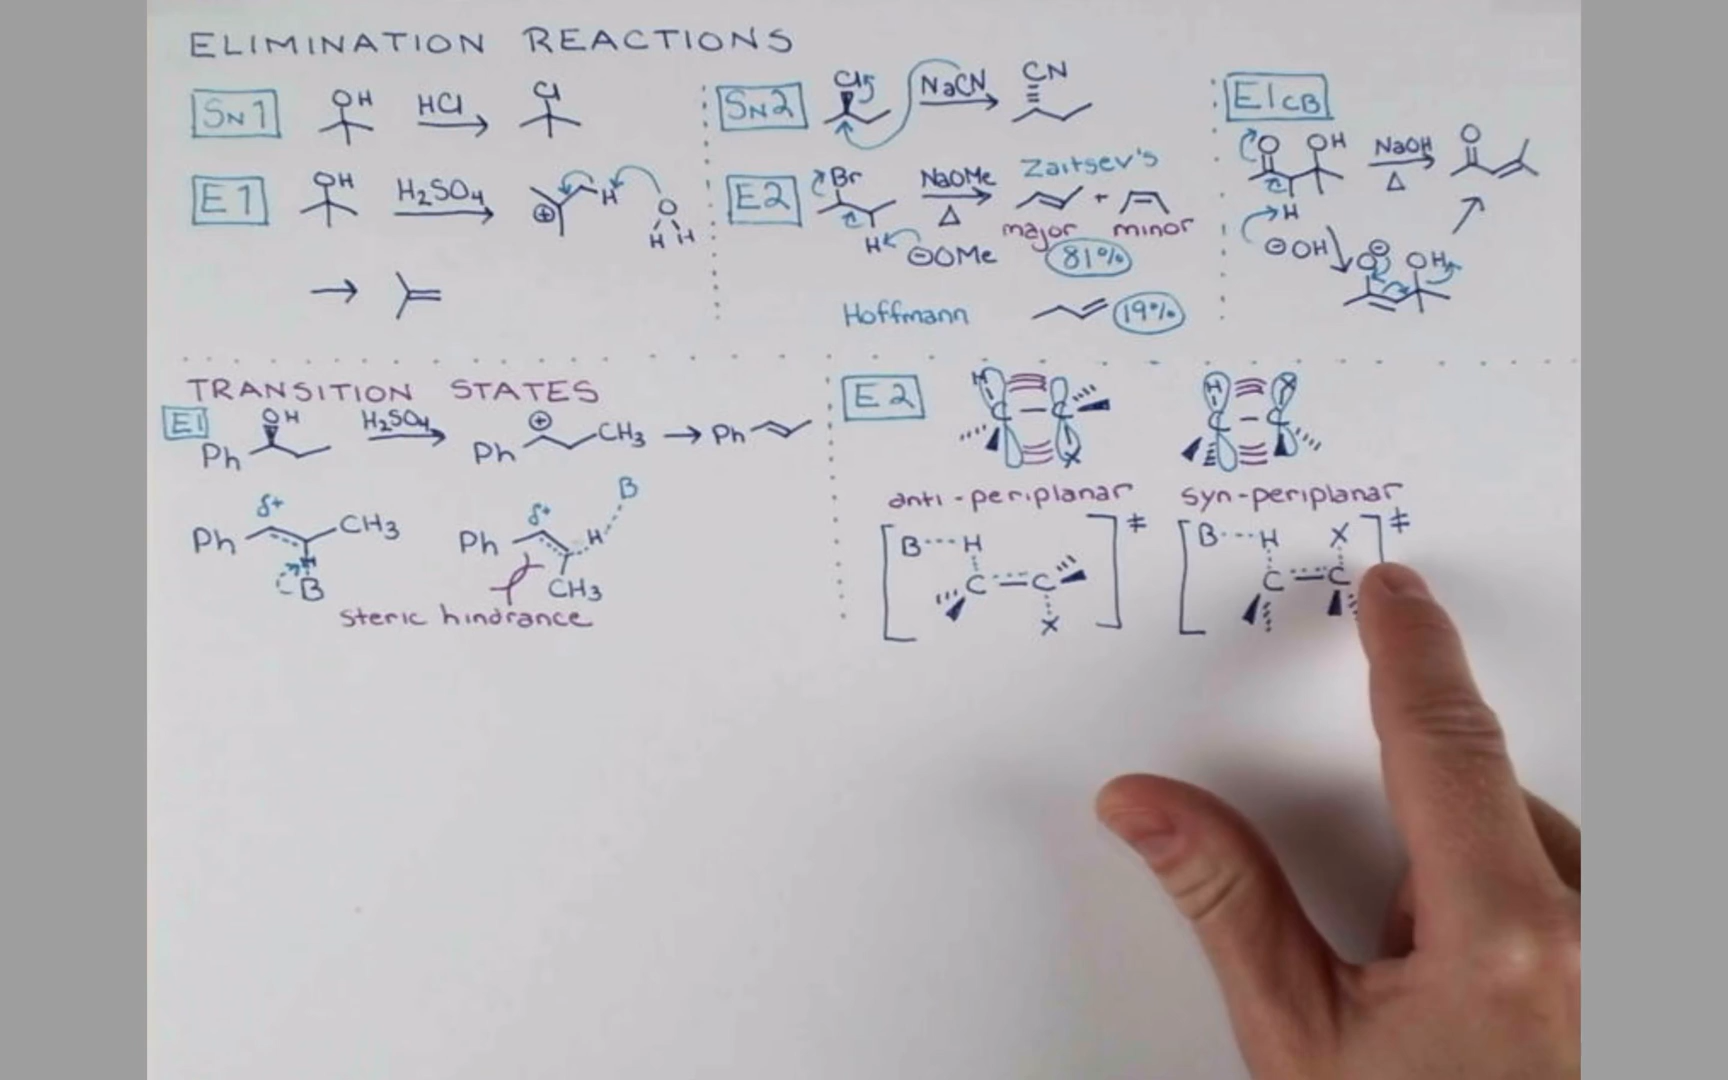 ELIMINATION REACTIONS
SN1 OH HCl Cl
E1 OH H2SO4 ⊕ H O H H
SN2 Cl NaCN CN
E2 Br NaOMe Δ Zaitsev's +
major minor
H ⊖OMe 81%
Hoffmann 19%
E1CB
O OH NaOH Δ O
H
⊖OH ⊖ O OH
TRANSITION STATES
E1 OH H2SO4 ⊕
Ph Ph CH3 Ph
δ+ Ph CH3 H B
δ+ Ph H B CH3
steric hindrance
E2 H C C X H X C C
anti-periplanar syn-periplanar
B H C C X ‡
B H X C C ‡